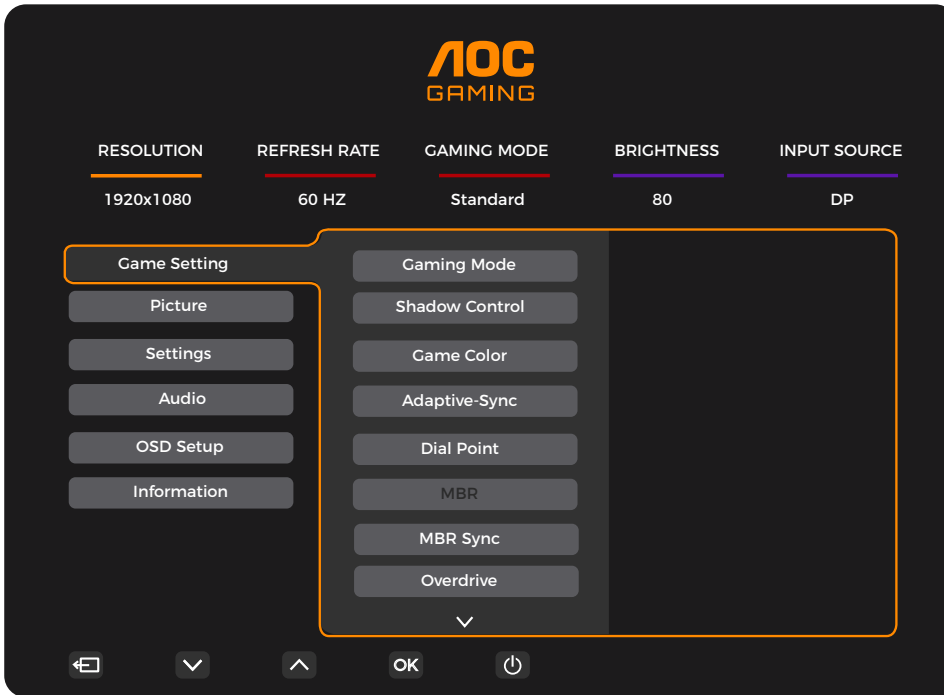 AOC
GAMING
RESOLUTION REFRESH RATE GAMING MODE BRIGHTNESS INPUT SOURCE
1920x1080 60 HZ Standard 80 DP
Game Setting
Picture
Settings
Audio
OSD Setup
Information
Gaming Mode
Shadow Control
Game Color
Adaptive-Sync
Dial Point
MBR
MBR Sync
Overdrive
OK